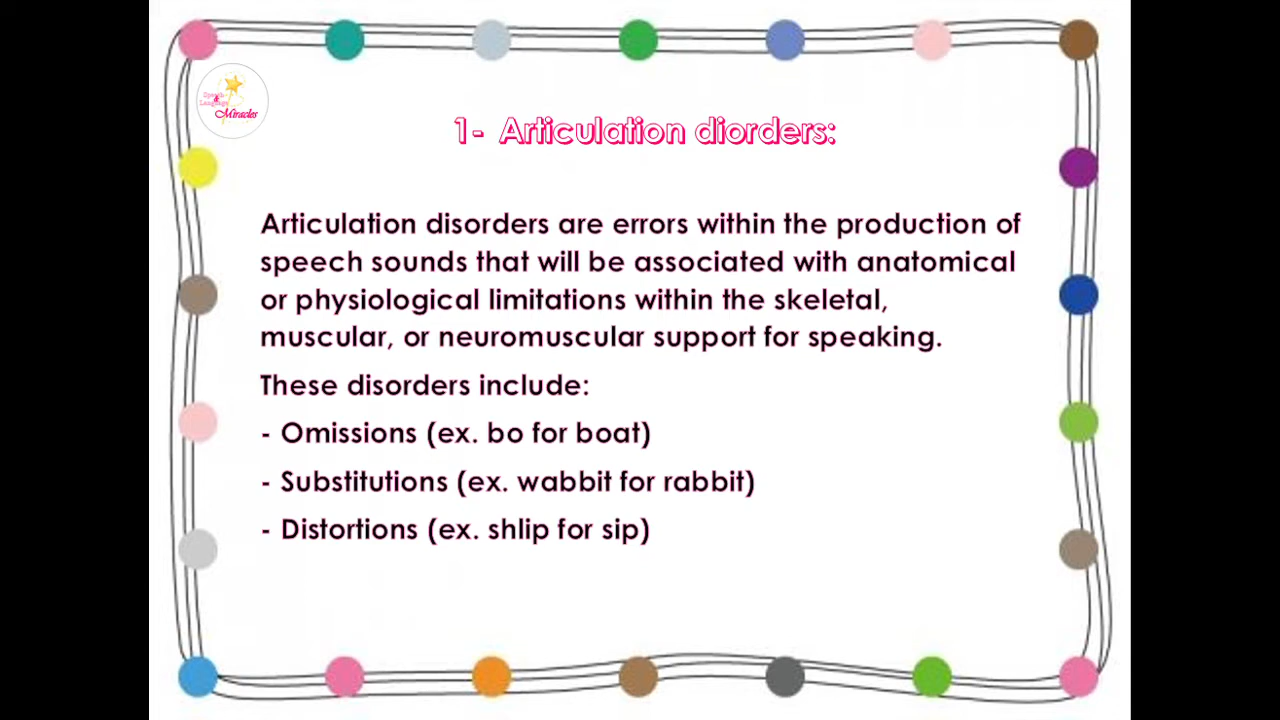 Speech
&
Language
Miracles
1- Articulation diorders:
Articulation disorders are errors within the production of
speech sounds that will be associated with anatomical
or physiological limitations within the skeletal,
muscular, or neuromuscular support for speaking.
These disorders include:
- Omissions (ex. bo for boat)
- Substitutions (ex. wabbit for rabbit)
- Distortions (ex. shlip for sip)